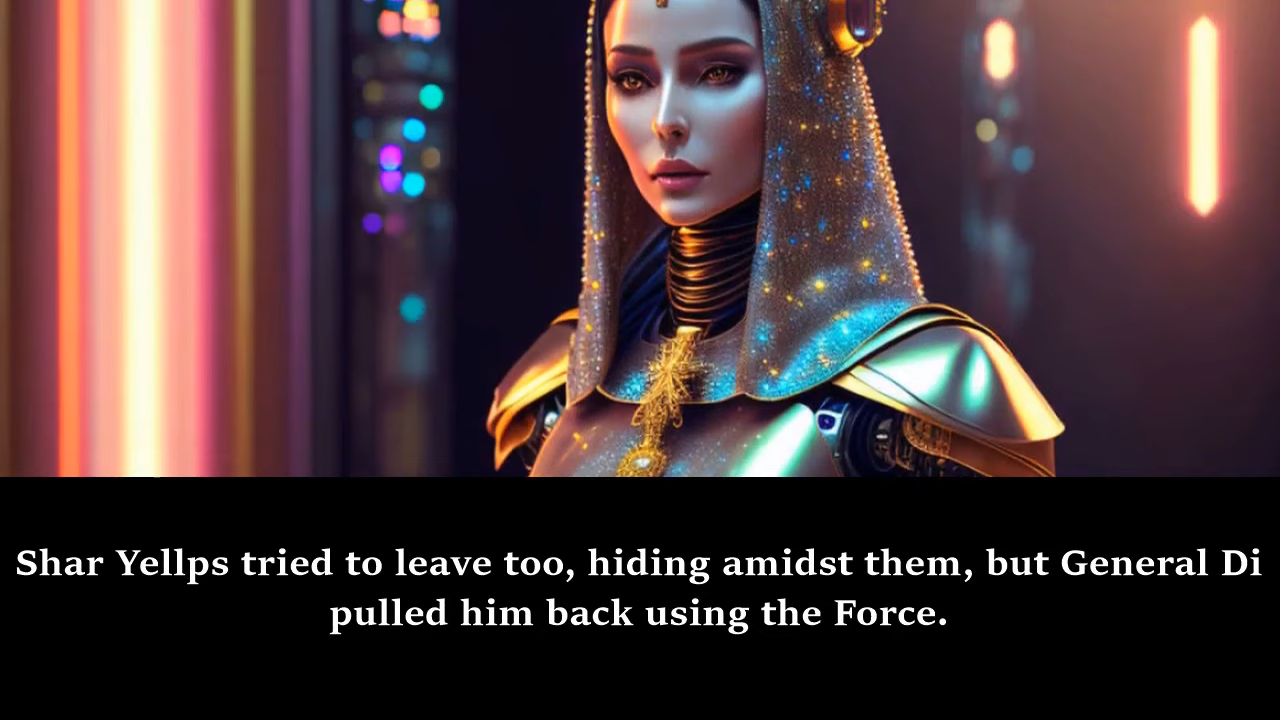 Shar Yellps tried to leave too, hiding amidst them, but General Di
pulled him back using the Force.